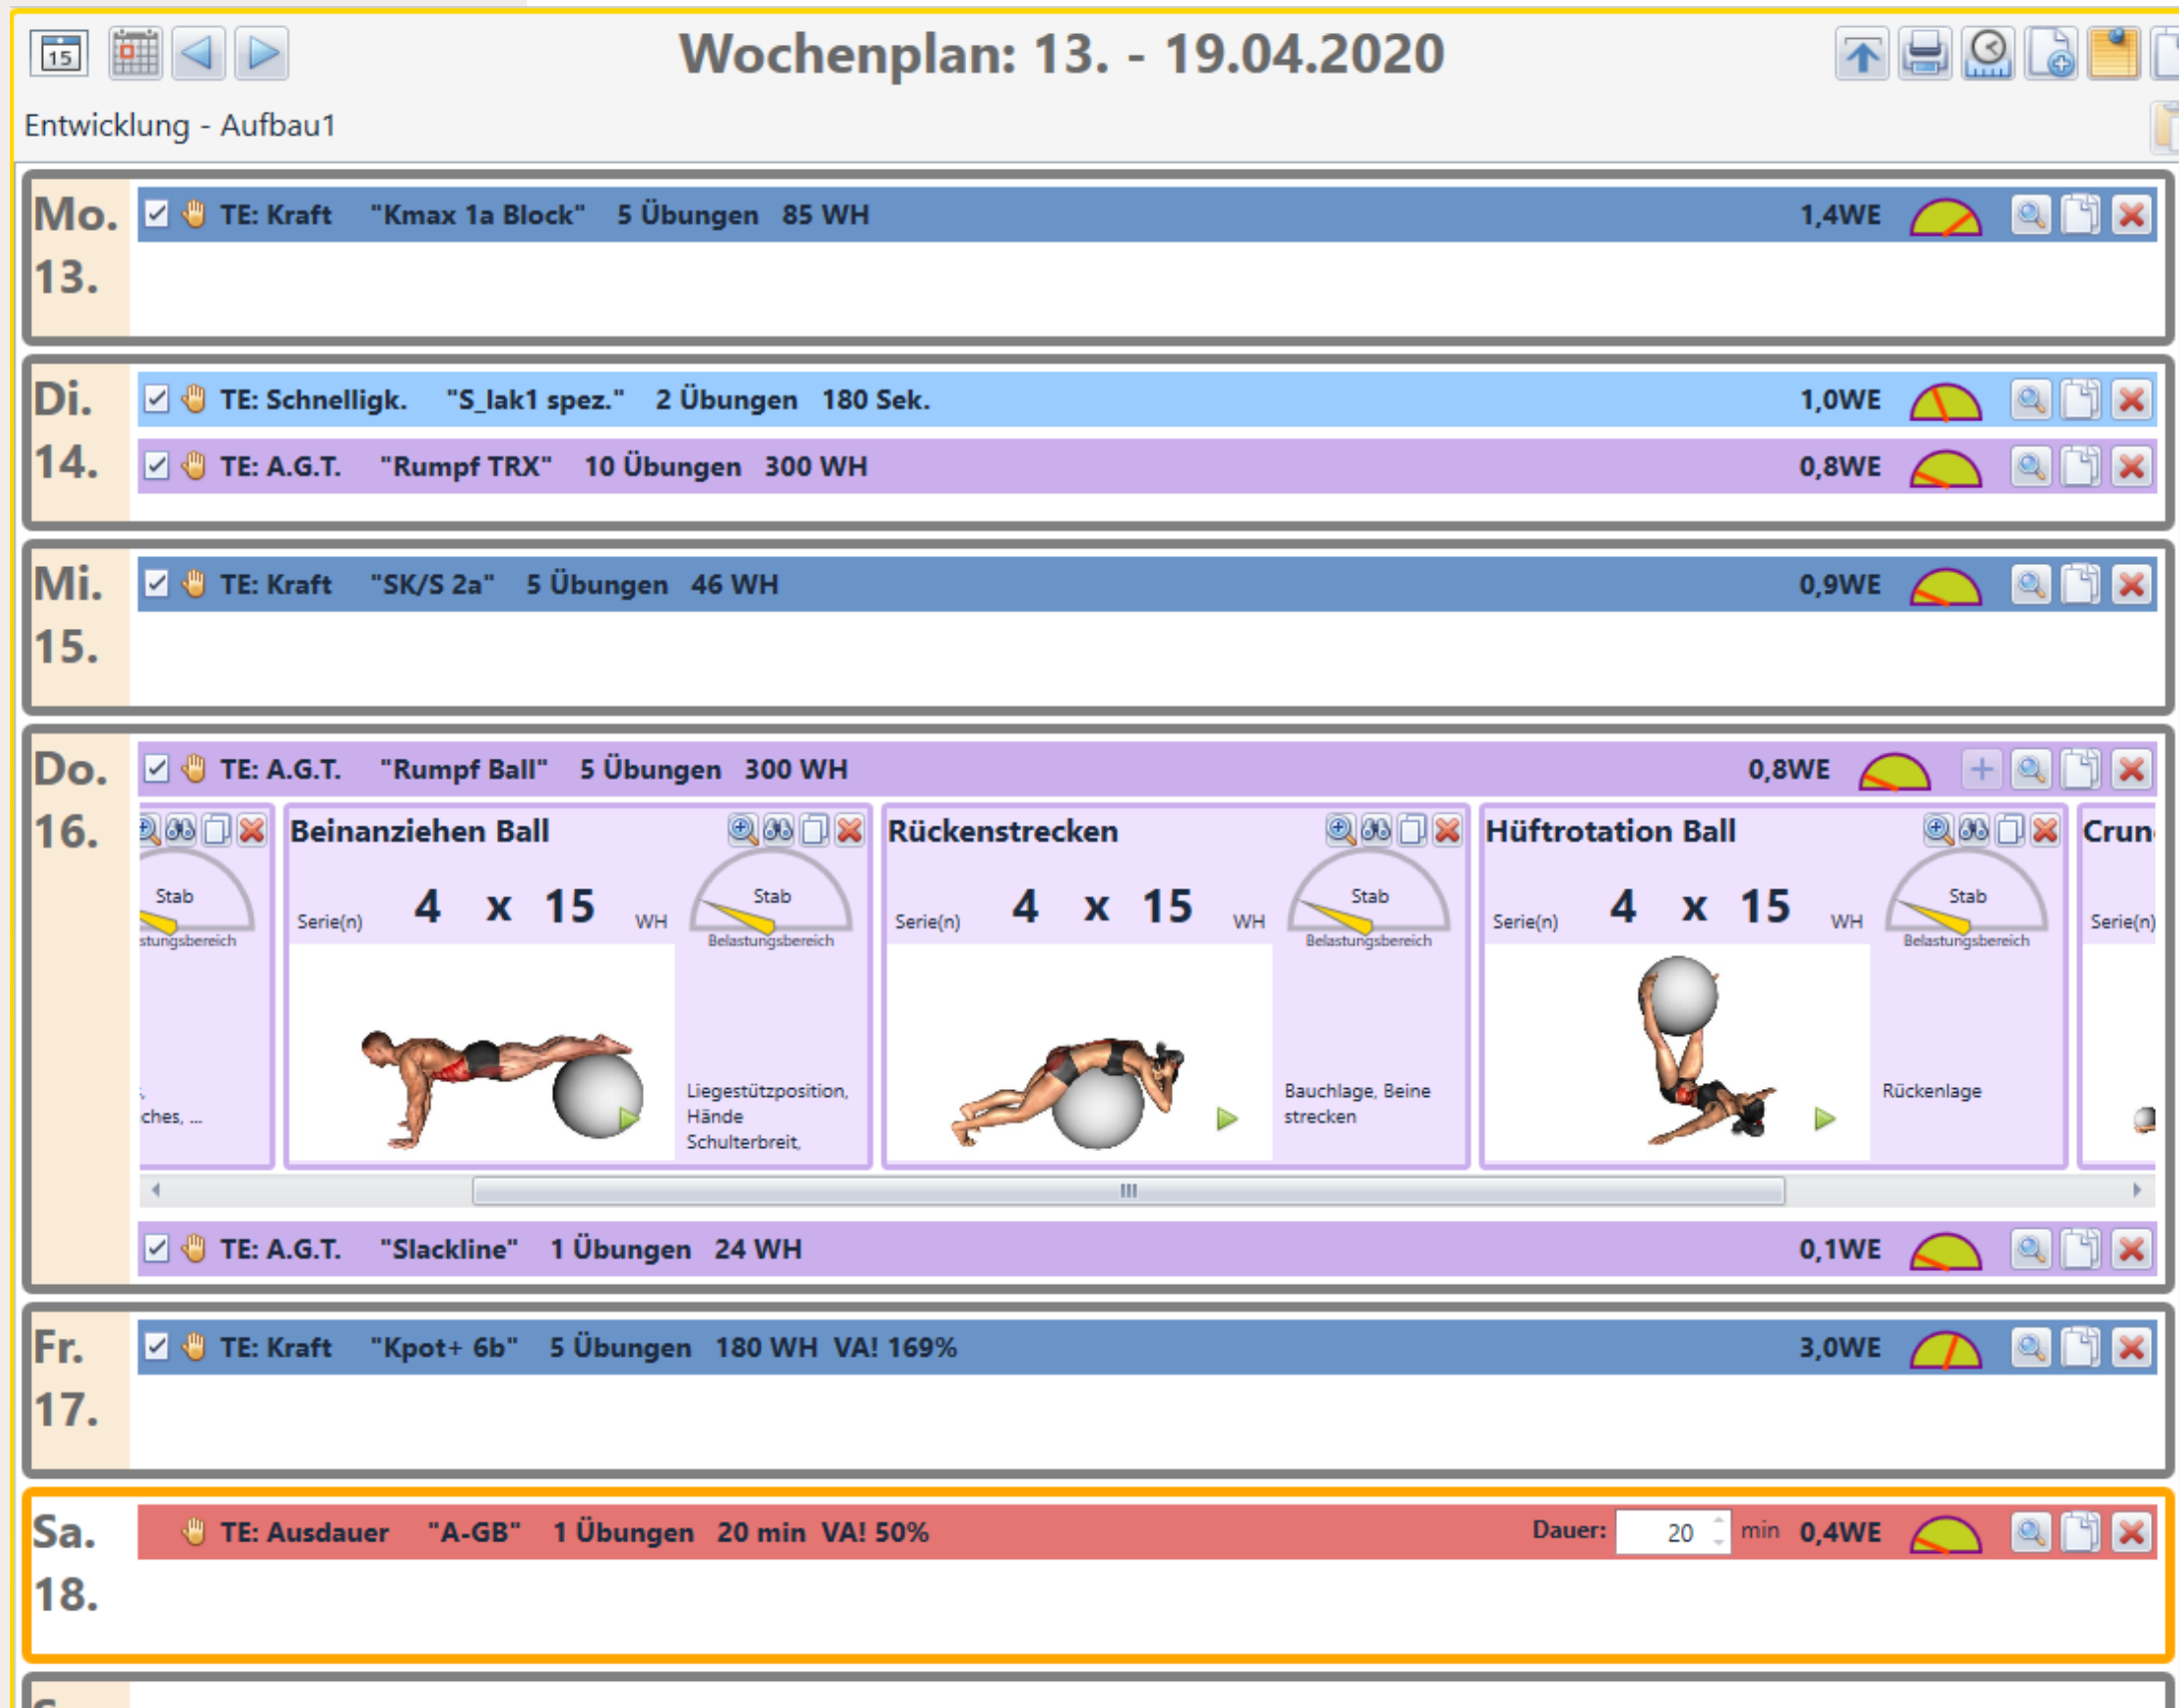 15
Wochenplan: 13. - 19.04.2020
Entwicklung - Aufbau1
Mo.
13.
TE: Kraft "Kmax 1a Block" 5 Übungen 85 WH 1,4WE
Di.
14.
TE: Schnelligk. "S_lak1 spez." 2 Übungen 180 Sek. 1,0WE
TE: A.G.T. "Rumpf TRX" 10 Übungen 300 WH 0,8WE
Mi.
15.
TE: Kraft "SK/S 2a" 5 Übungen 46 WH 0,9WE
Do.
16.
TE: A.G.T. "Rumpf Ball" 5 Übungen 300 WH 0,8WE
Stab
stungsbereich
ches, ...
Beinanziehen Ball
Serie(n) 4 x 15 WH
Stab
Belastungsbereich
Liegestützposition,
Hände
Schulterbreit,
Rückenstrecken
Serie(n) 4 x 15 WH
Stab
Belastungsbereich
Bauchlage, Beine
strecken
Hüftrotation Ball
Serie(n) 4 x 15 WH
Stab
Belastungsbereich
Rückenlage
Crun
Serie(n)
TE: A.G.T. "Slackline" 1 Übungen 24 WH 0,1WE
Fr.
17.
TE: Kraft "Kpot+ 6b" 5 Übungen 180 WH VA! 169% 3,0WE
Sa.
18.
TE: Ausdauer "A-GB" 1 Übungen 20 min VA! 50% Dauer: 20 min 0,4WE